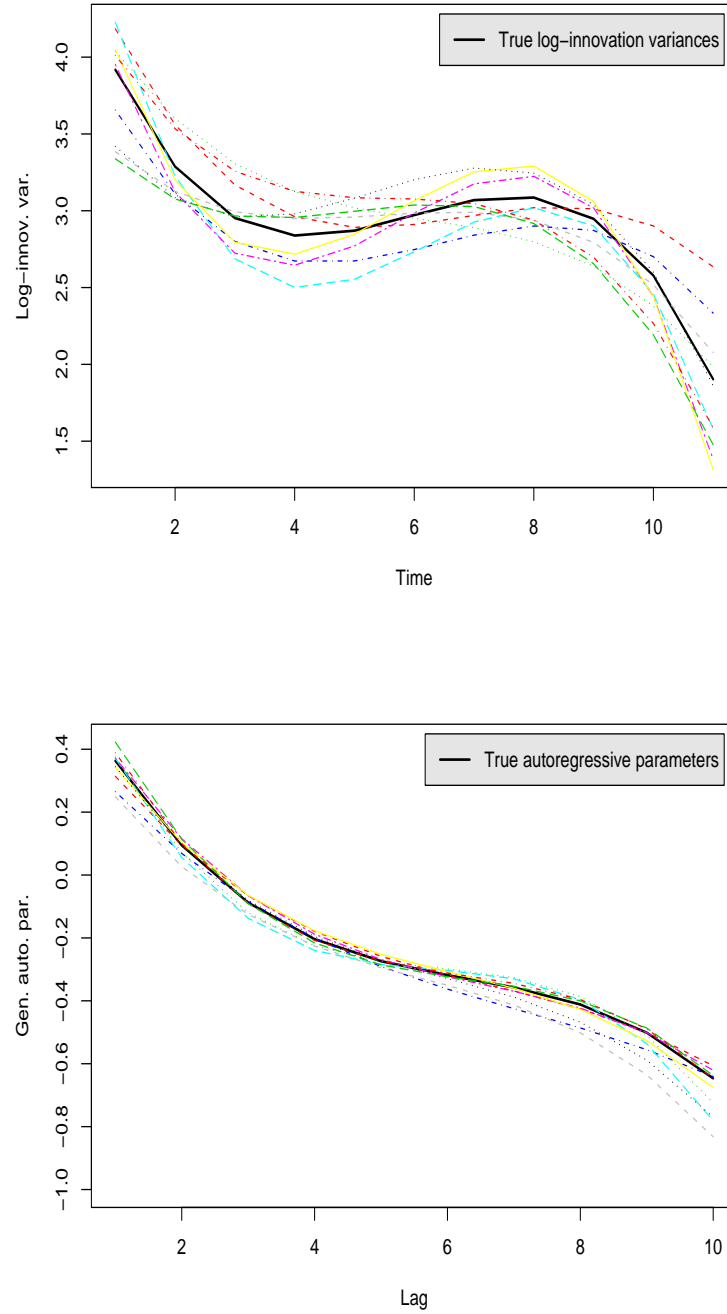 True log−innovation variances
Log−innov. var.
4.0
3.5
3.0
2.5
2.0
1.5
2 4 6 8 10
Time
True autoregressive parameters
Gen. auto. par.
0.4
0.2
0.0
−0.2
−0.4
−0.6
−0.8
−1.0
2 4 6 8 10
Lag